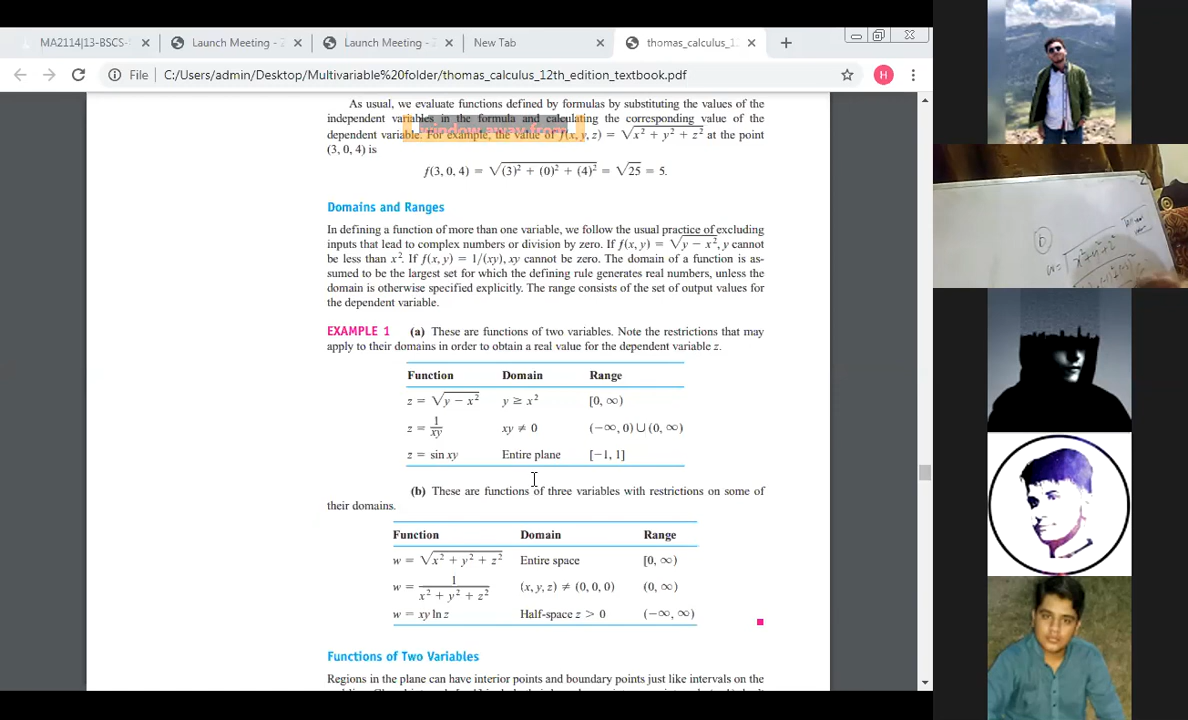 MA2114|13-BSCS-
Launch Meeting - Z
Launch Meeting - Z
New Tab
thomas_calculus_1
File C:/Users/admin/Desktop/Multivariable%20folder/thomas_calculus_12th_edition_textbook.pdf
H
As usual, we evaluate functions defined by formulas by substituting the values of the
independent variables in the formula and calculating the corresponding value of the
dependent variable. For example, the value of f(x, y, z) = √x² + y² + z² at the point
(3, 0, 4) is
f(3, 0, 4) = √(3)² + (0)² + (4)² = √25 = 5.
Domains and Ranges
In defining a function of more than one variable, we follow the usual practice of excluding
inputs that lead to complex numbers or division by zero. If f(x, y) = √y − x², y cannot
be less than x². If f(x, y) = 1/(xy), xy cannot be zero. The domain of a function is as-
sumed to be the largest set for which the defining rule generates real numbers, unless the
domain is otherwise specified explicitly. The range consists of the set of output values for
the dependent variable.
EXAMPLE 1 (a) These are functions of two variables. Note the restrictions that may
apply to their domains in order to obtain a real value for the dependent variable z.
Function Domain Range
z = √y − x² y ≥ x² [0, ∞)
z = 1/xy xy ≠ 0 (−∞, 0) ∪ (0, ∞)
z = sin xy Entire plane [−1, 1]
(b) These are functions of three variables with restrictions on some of
their domains.
Function Domain Range
w = √x² + y² + z² Entire space [0, ∞)
w = 1/x² + y² + z² (x, y, z) ≠ (0, 0, 0) (0, ∞)
w = xy ln z Half-space z > 0 (−∞, ∞)
Functions of Two Variables
Regions in the plane can have interior points and boundary points just like intervals on the
window away from
b
w = √x²+y²+z²